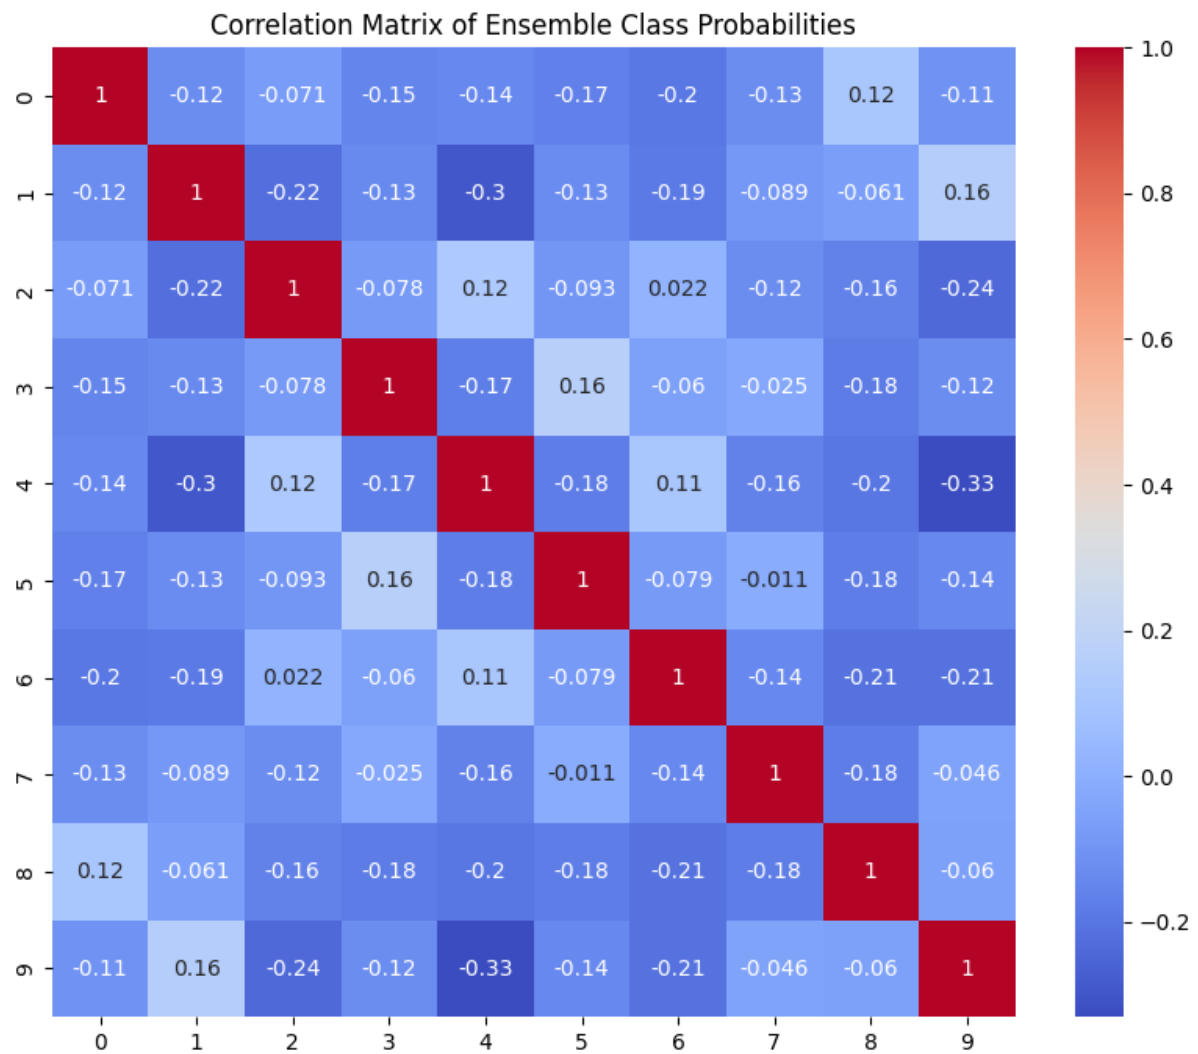 Correlation Matrix of Ensemble Class Probabilities
0 1 -0.12 -0.071 -0.15 -0.14 -0.17 -0.2 -0.13 0.12 -0.11
1 -0.12 1 -0.22 -0.13 -0.3 -0.13 -0.19 -0.089 -0.061 0.16
2 -0.071 -0.22 1 -0.078 0.12 -0.093 0.022 -0.12 -0.16 -0.24
3 -0.15 -0.13 -0.078 1 -0.17 0.16 -0.06 -0.025 -0.18 -0.12
4 -0.14 -0.3 0.12 -0.17 1 -0.18 0.11 -0.16 -0.2 -0.33
5 -0.17 -0.13 -0.093 0.16 -0.18 1 -0.079 -0.011 -0.18 -0.14
6 -0.2 -0.19 0.022 -0.06 0.11 -0.079 1 -0.14 -0.21 -0.21
7 -0.13 -0.089 -0.12 -0.025 -0.16 -0.011 -0.14 1 -0.18 -0.046
8 0.12 -0.061 -0.16 -0.18 -0.2 -0.18 -0.21 -0.18 1 -0.06
9 -0.11 0.16 -0.24 -0.12 -0.33 -0.14 -0.21 -0.046 -0.06 1
0 1 2 3 4 5 6 7 8 9
1.0
0.8
0.6
0.4
0.2
0.0
−0.2